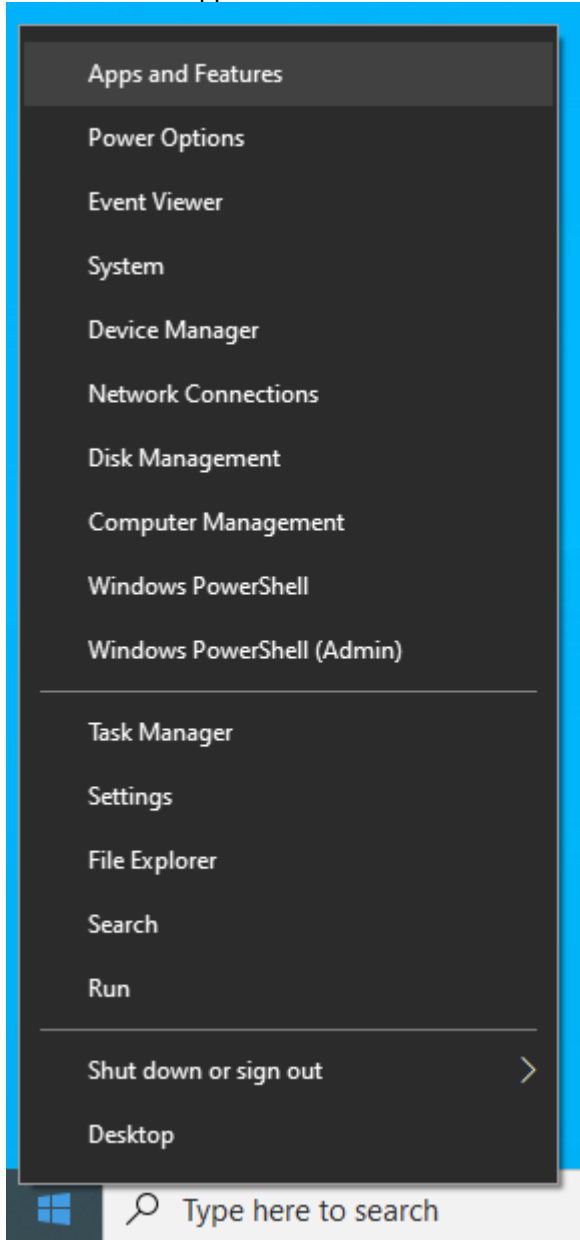 Apps and Features
Power Options
Event Viewer
System
Device Manager
Network Connections
Disk Management
Computer Management
Windows PowerShell
Windows PowerShell (Admin)
Task Manager
Settings
File Explorer
Search
Run
Shut down or sign out
Desktop
Type here to search